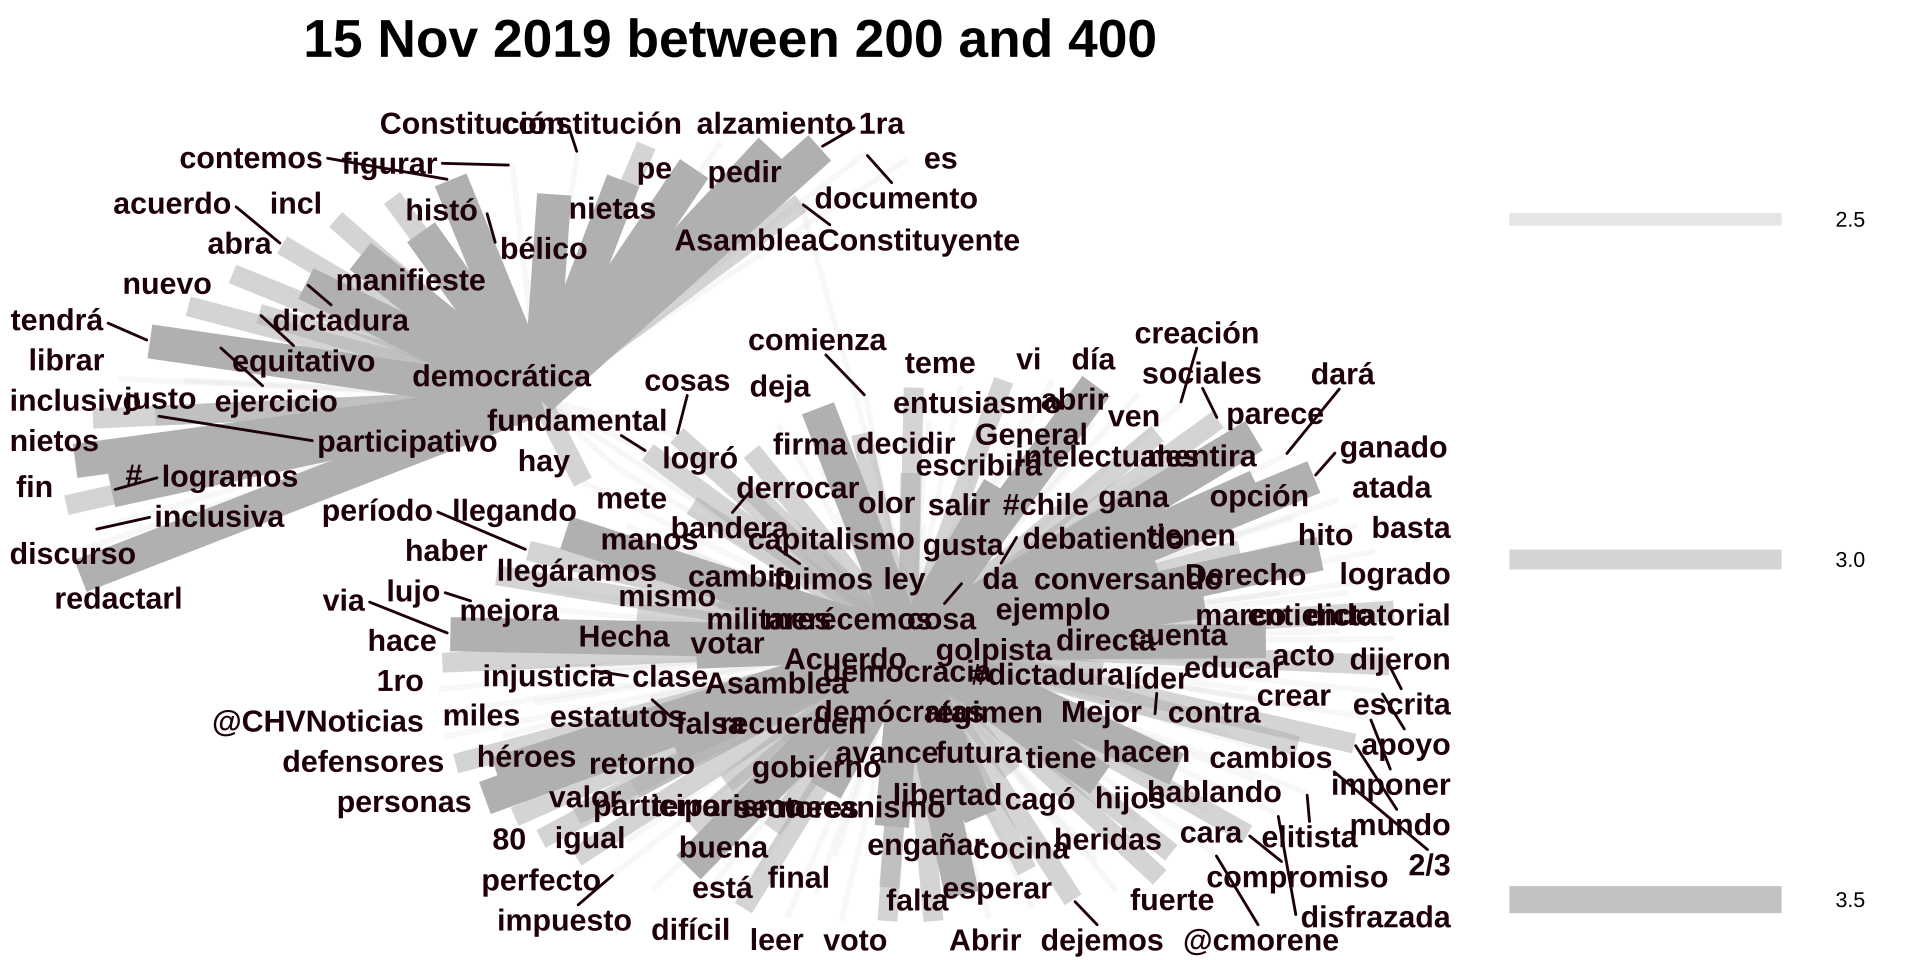 15 Nov 2019 between 200 and 400
Constitución constitución alzamiento 1ra
contemos figurar pe pedir es
acuerdo incl histó nietas documento
abra bélico AsambleaConstituyente
nuevo manifieste
tendrá dictadura comienza creación
librar equitativo democrática cosas deja teme vi día sociales dará
inclusivo justo ejercicio fundamental entusiasmo abrir ven parece
nietos participativo hay logró firma decidir General intelectuales mentira ganado
fin # logramos mete derrocar olor escribirá salir #chile gana opción atada
inclusiva período llegando bandera capitalismo gusta debatiendo tienen hito basta
discurso haber manos
redactarl llegáramos cambio fuimos ley da conversando Derecho logrado
via lujo mejora mismo militares merécemos cosa ejemplo marco dictatorial
hace Hecha votar Acuerdo golpista directa cuenta acto dijeron
1ro injusticia clase Asamblea democracia #dictadura líder educar crear escrita
@CHVNoticias miles estatutos falsa recuerden demócratas régimen Mejor contra apoyo
defensores héroes retorno gobierno avance futura tiene hacen cambios imponer
personas valor terrorismo mecanismo libertad cagó hijos hablando mundo
80 igual buena engañar cocina heridas cara elitista 2/3
perfecto está final falta esperar fuerte compromiso
impuesto difícil leer voto Abrir dejemos @cmorene disfrazada
2.5
3.0
3.5